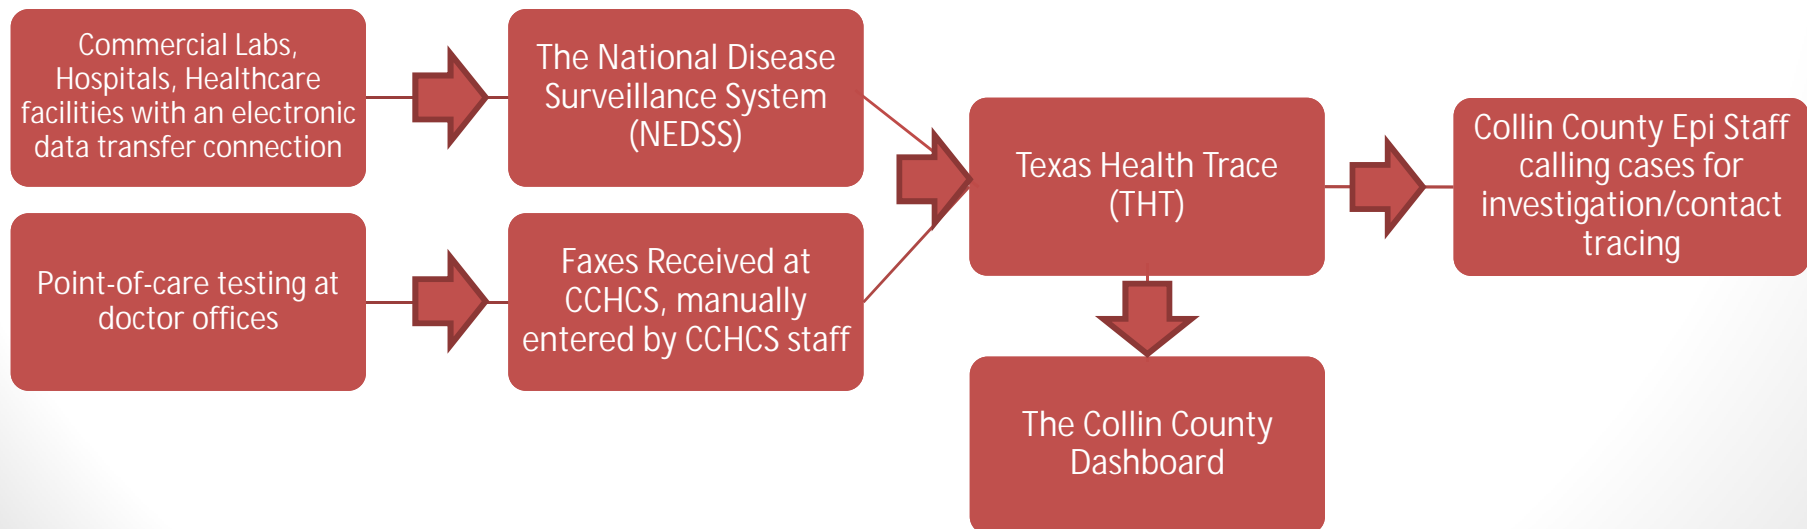 Commercial Labs,
Hospitals, Healthcare
facilities with an electronic
data transfer connection
The National Disease
Surveillance System
(NEDSS)
Texas Health Trace
(THT)
Collin County Epi Staff
calling cases for
investigation/contact
tracing
Point-of-care testing at
doctor offices
Faxes Received at
CCHCS, manually
entered by CCHCS staff
The Collin County
Dashboard